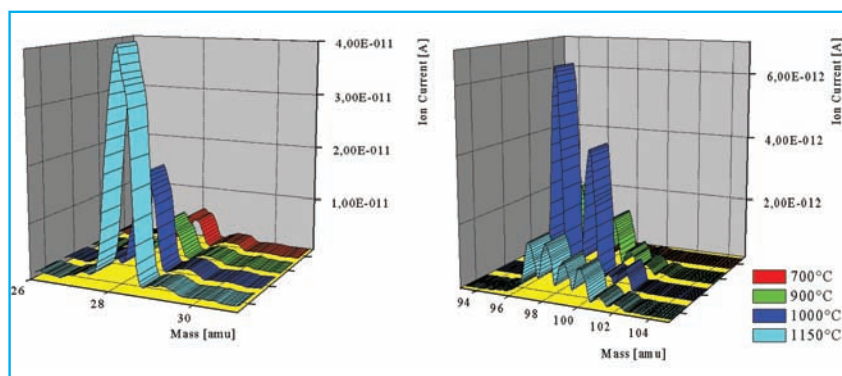 4,00E-011
3,00E-011
2,00E-011
1,00E-011
Ion Current [A]
26
28
30
Mass [amu]
6,00E-012
4,00E-012
2,00E-012
Ion Current [A]
94
96
98
100
102
104
Mass [amu]
700°C
900°C
1000°C
1150°C